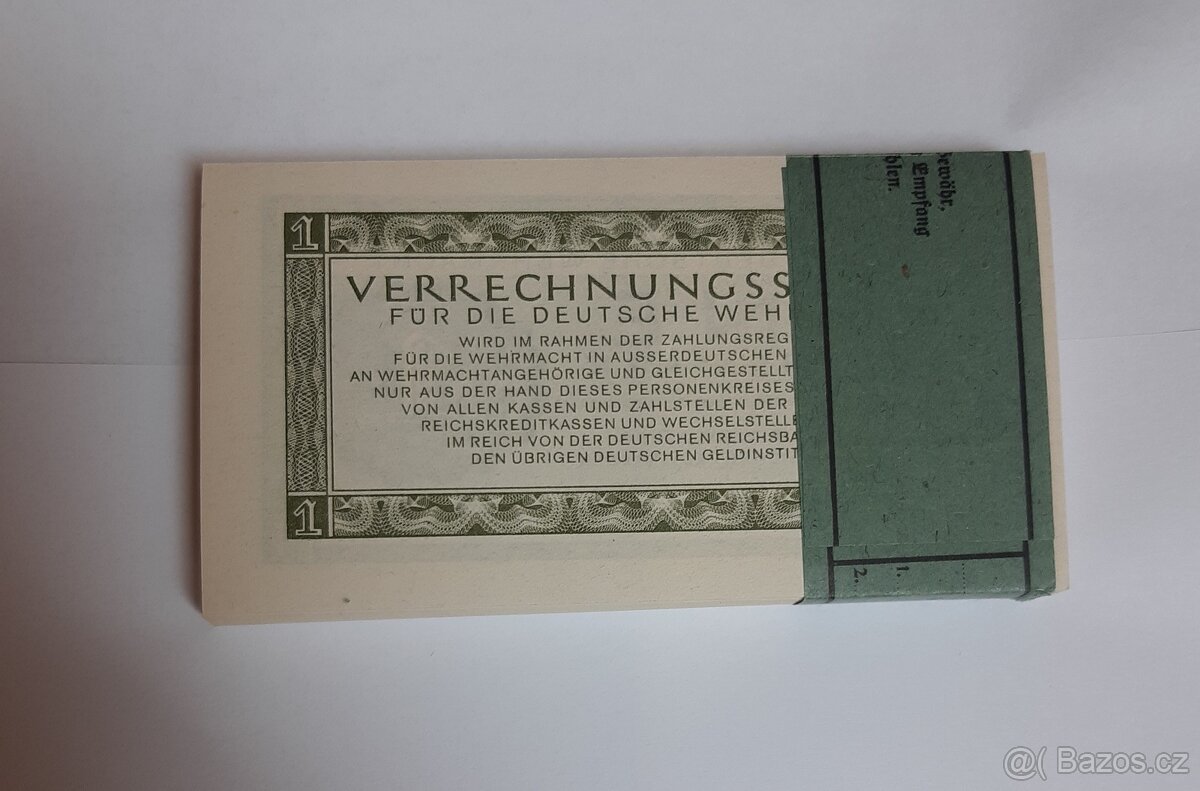 1
VERRECHNUNGSS
FÜR DIE DEUTSCHE WEH
WIRD IM RAHMEN DER ZAHLUNGSREG
FÜR DIE WEHRMACHT IN AUSSERDEUTSCHEN
AN WEHRMACHTANGEHÖRIGE UND GLEICHGESTELLT
NUR AUS DER HAND DIESES PERSONENKREISES
VON ALLEN KASSEN UND ZAHLSTELLEN DER
REICHSKREDITKASSEN UND WECHSELSTELLE
IM REICH VON DER DEUTSCHEN REICHSBA
DEN ÜBRIGEN DEUTSCHEN GELDINSTIT
1
ewähr,
Empfang
hlen.
1.
2.
@( Bazos.cz